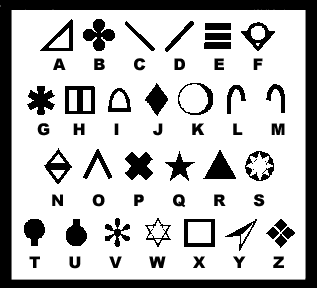 A B C D E F
G H I J K L M
N O P Q R S
T U V W X Y Z